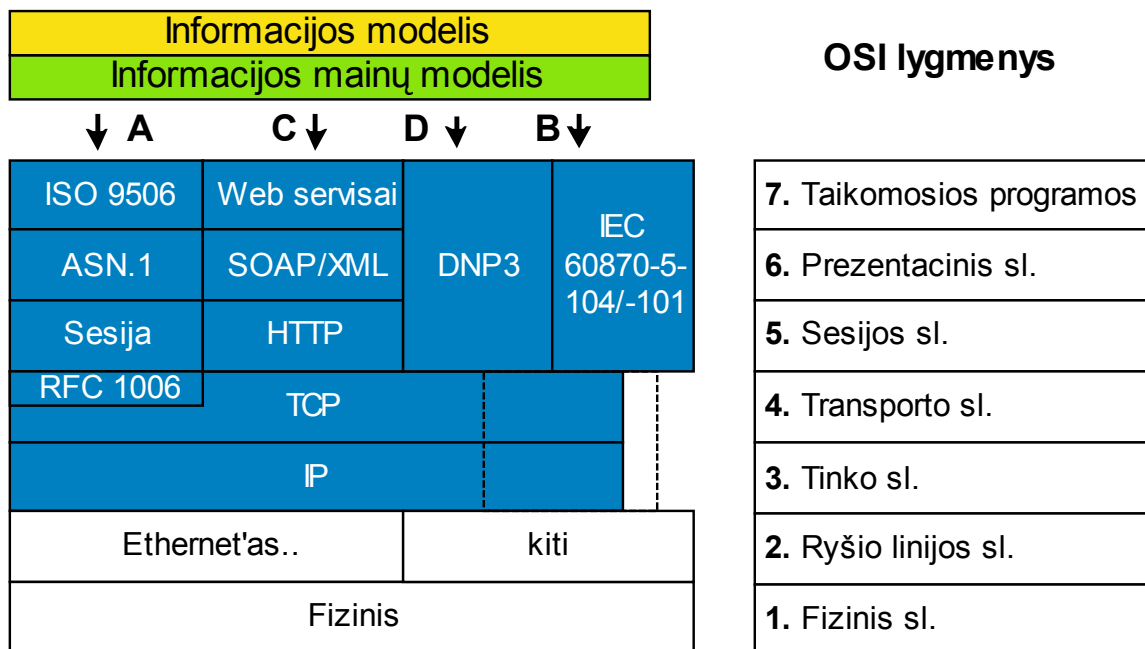 Informacijos modelis
Informacijos mainų modelis
OSI lygmenys
A
C
D
B
ISO 9506
Web servisai
DNP3
IEC
60870-5-
104/-101
ASN.1
SOAP/XML
Sesija
HTTP
RFC 1006
TCP
IP
Ethernet'as..
kiti
Fizinis
7. Taikomosios programos
6. Prezentacinis sl.
5. Sesijos sl.
4. Transporto sl.
3. Tinko sl.
2. Ryšio linijos sl.
1. Fizinis sl.